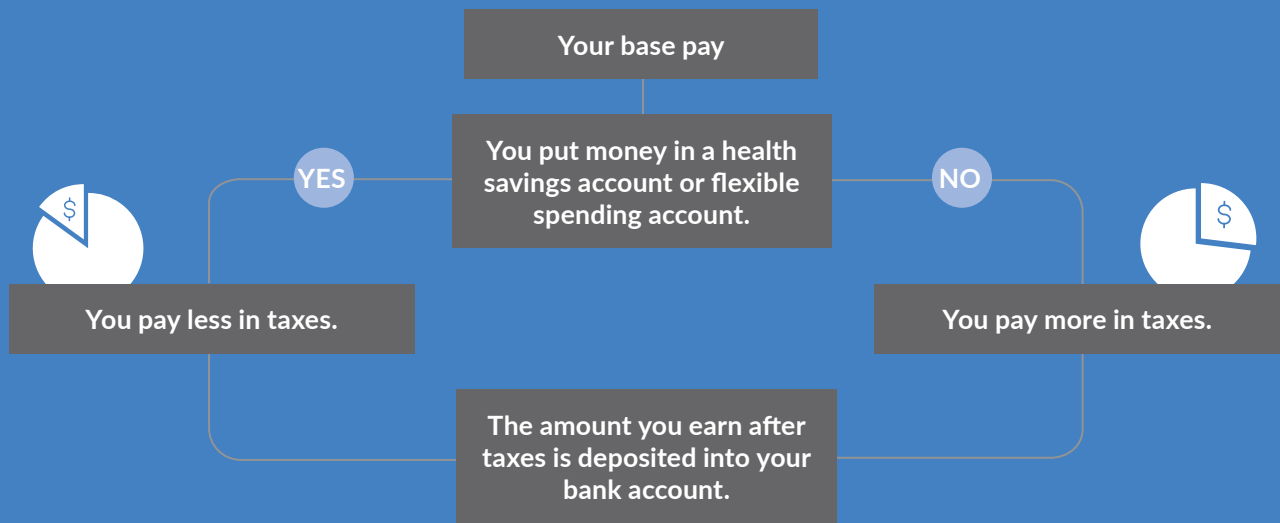 Your base pay
You put money in a health
savings account or flexible
spending account.
YES
NO
$
$
You pay less in taxes.
You pay more in taxes.
The amount you earn after
taxes is deposited into your
bank account.